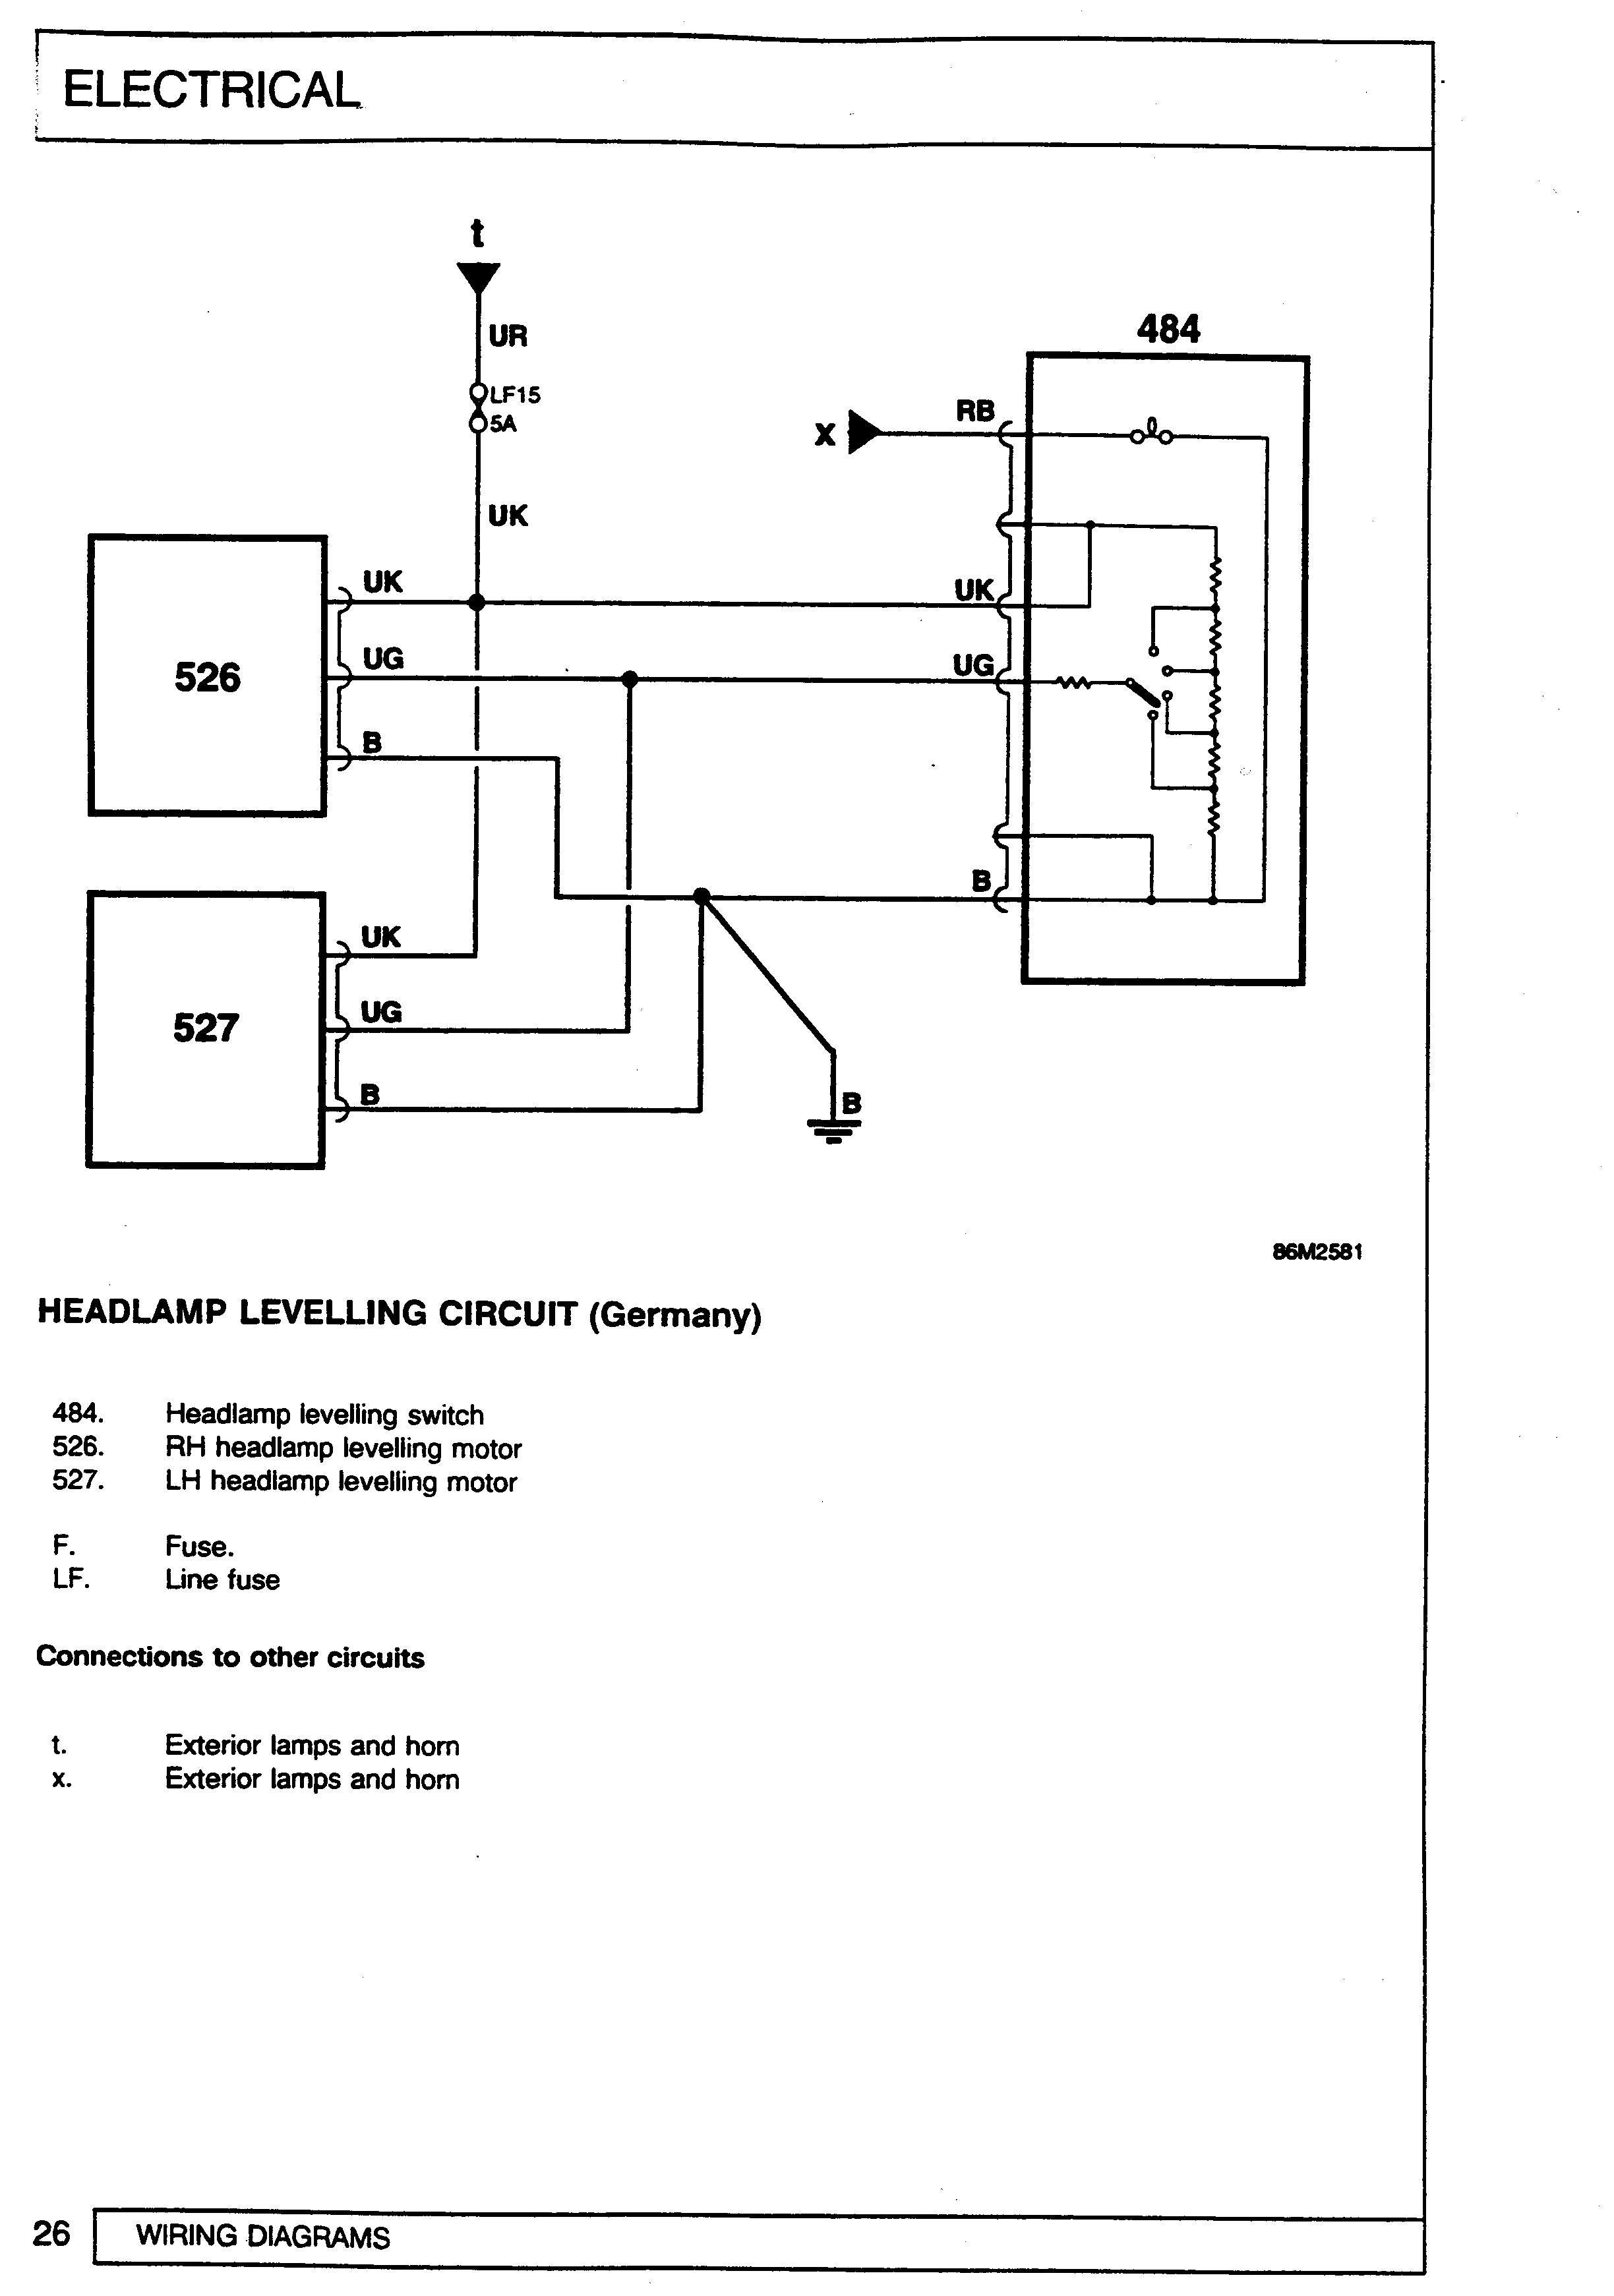 ELECTRICAL
t
UR
LF15
5A
UK
484
x
RB
526
UK
UG
B
UK
UG
B
527
UK
UG
B
B
86M2581
HEADLAMP LEVELLING CIRCUIT (Germany)
484. Headlamp levelling switch
526. RH headlamp levelling motor
527. LH headlamp levelling motor
F. Fuse.
LF. Line fuse
Connections to other circuits
t. Exterior lamps and horn
x. Exterior lamps and horn
26 WIRING DIAGRAMS